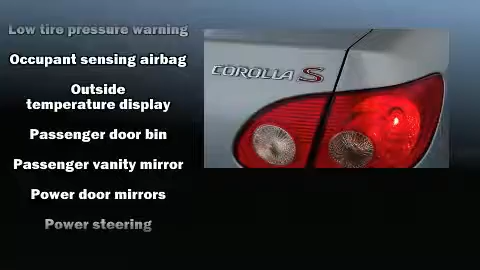 Low tire pressure warning
Occupant sensing airbag
Outside
temperature display
Passenger door bin
Passenger vanity mirror
Power door mirrors
Power steering
COROLLA S